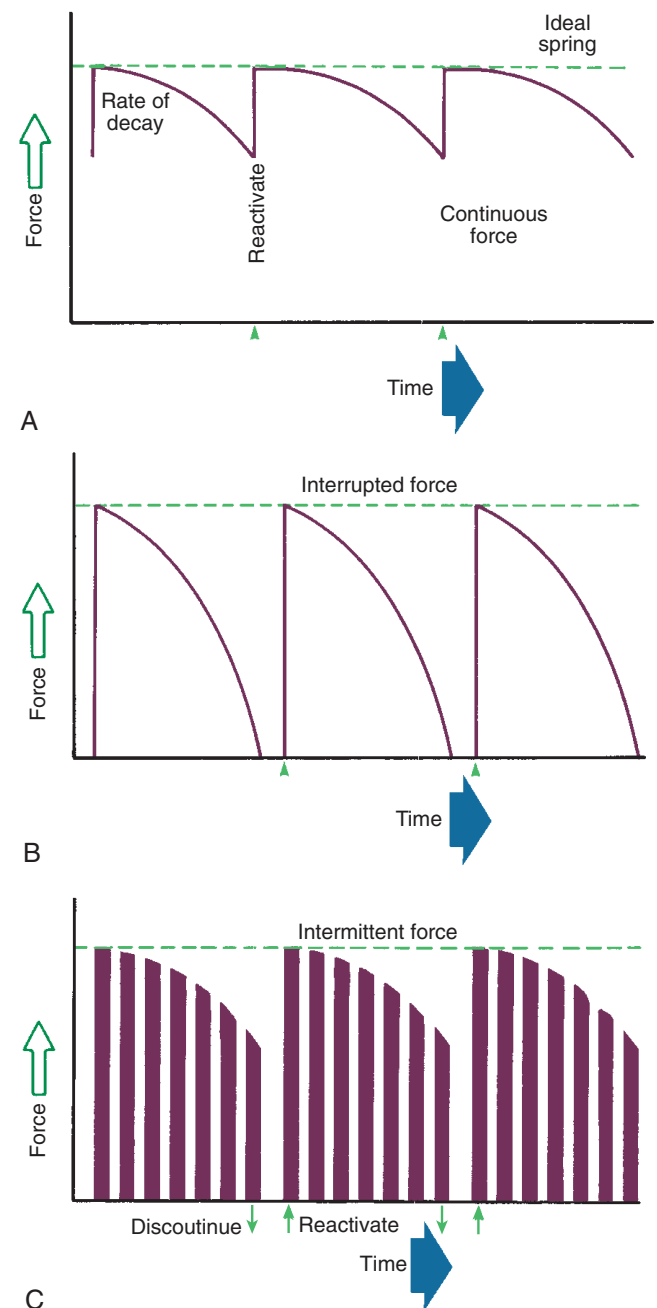 Ideal
spring
Rate of
decay
Force
Reactivate
Continuous
force
Time
A
Interrupted force
Force
Time
B
Intermittent force
Force
Discoutinue
Reactivate
Time
C